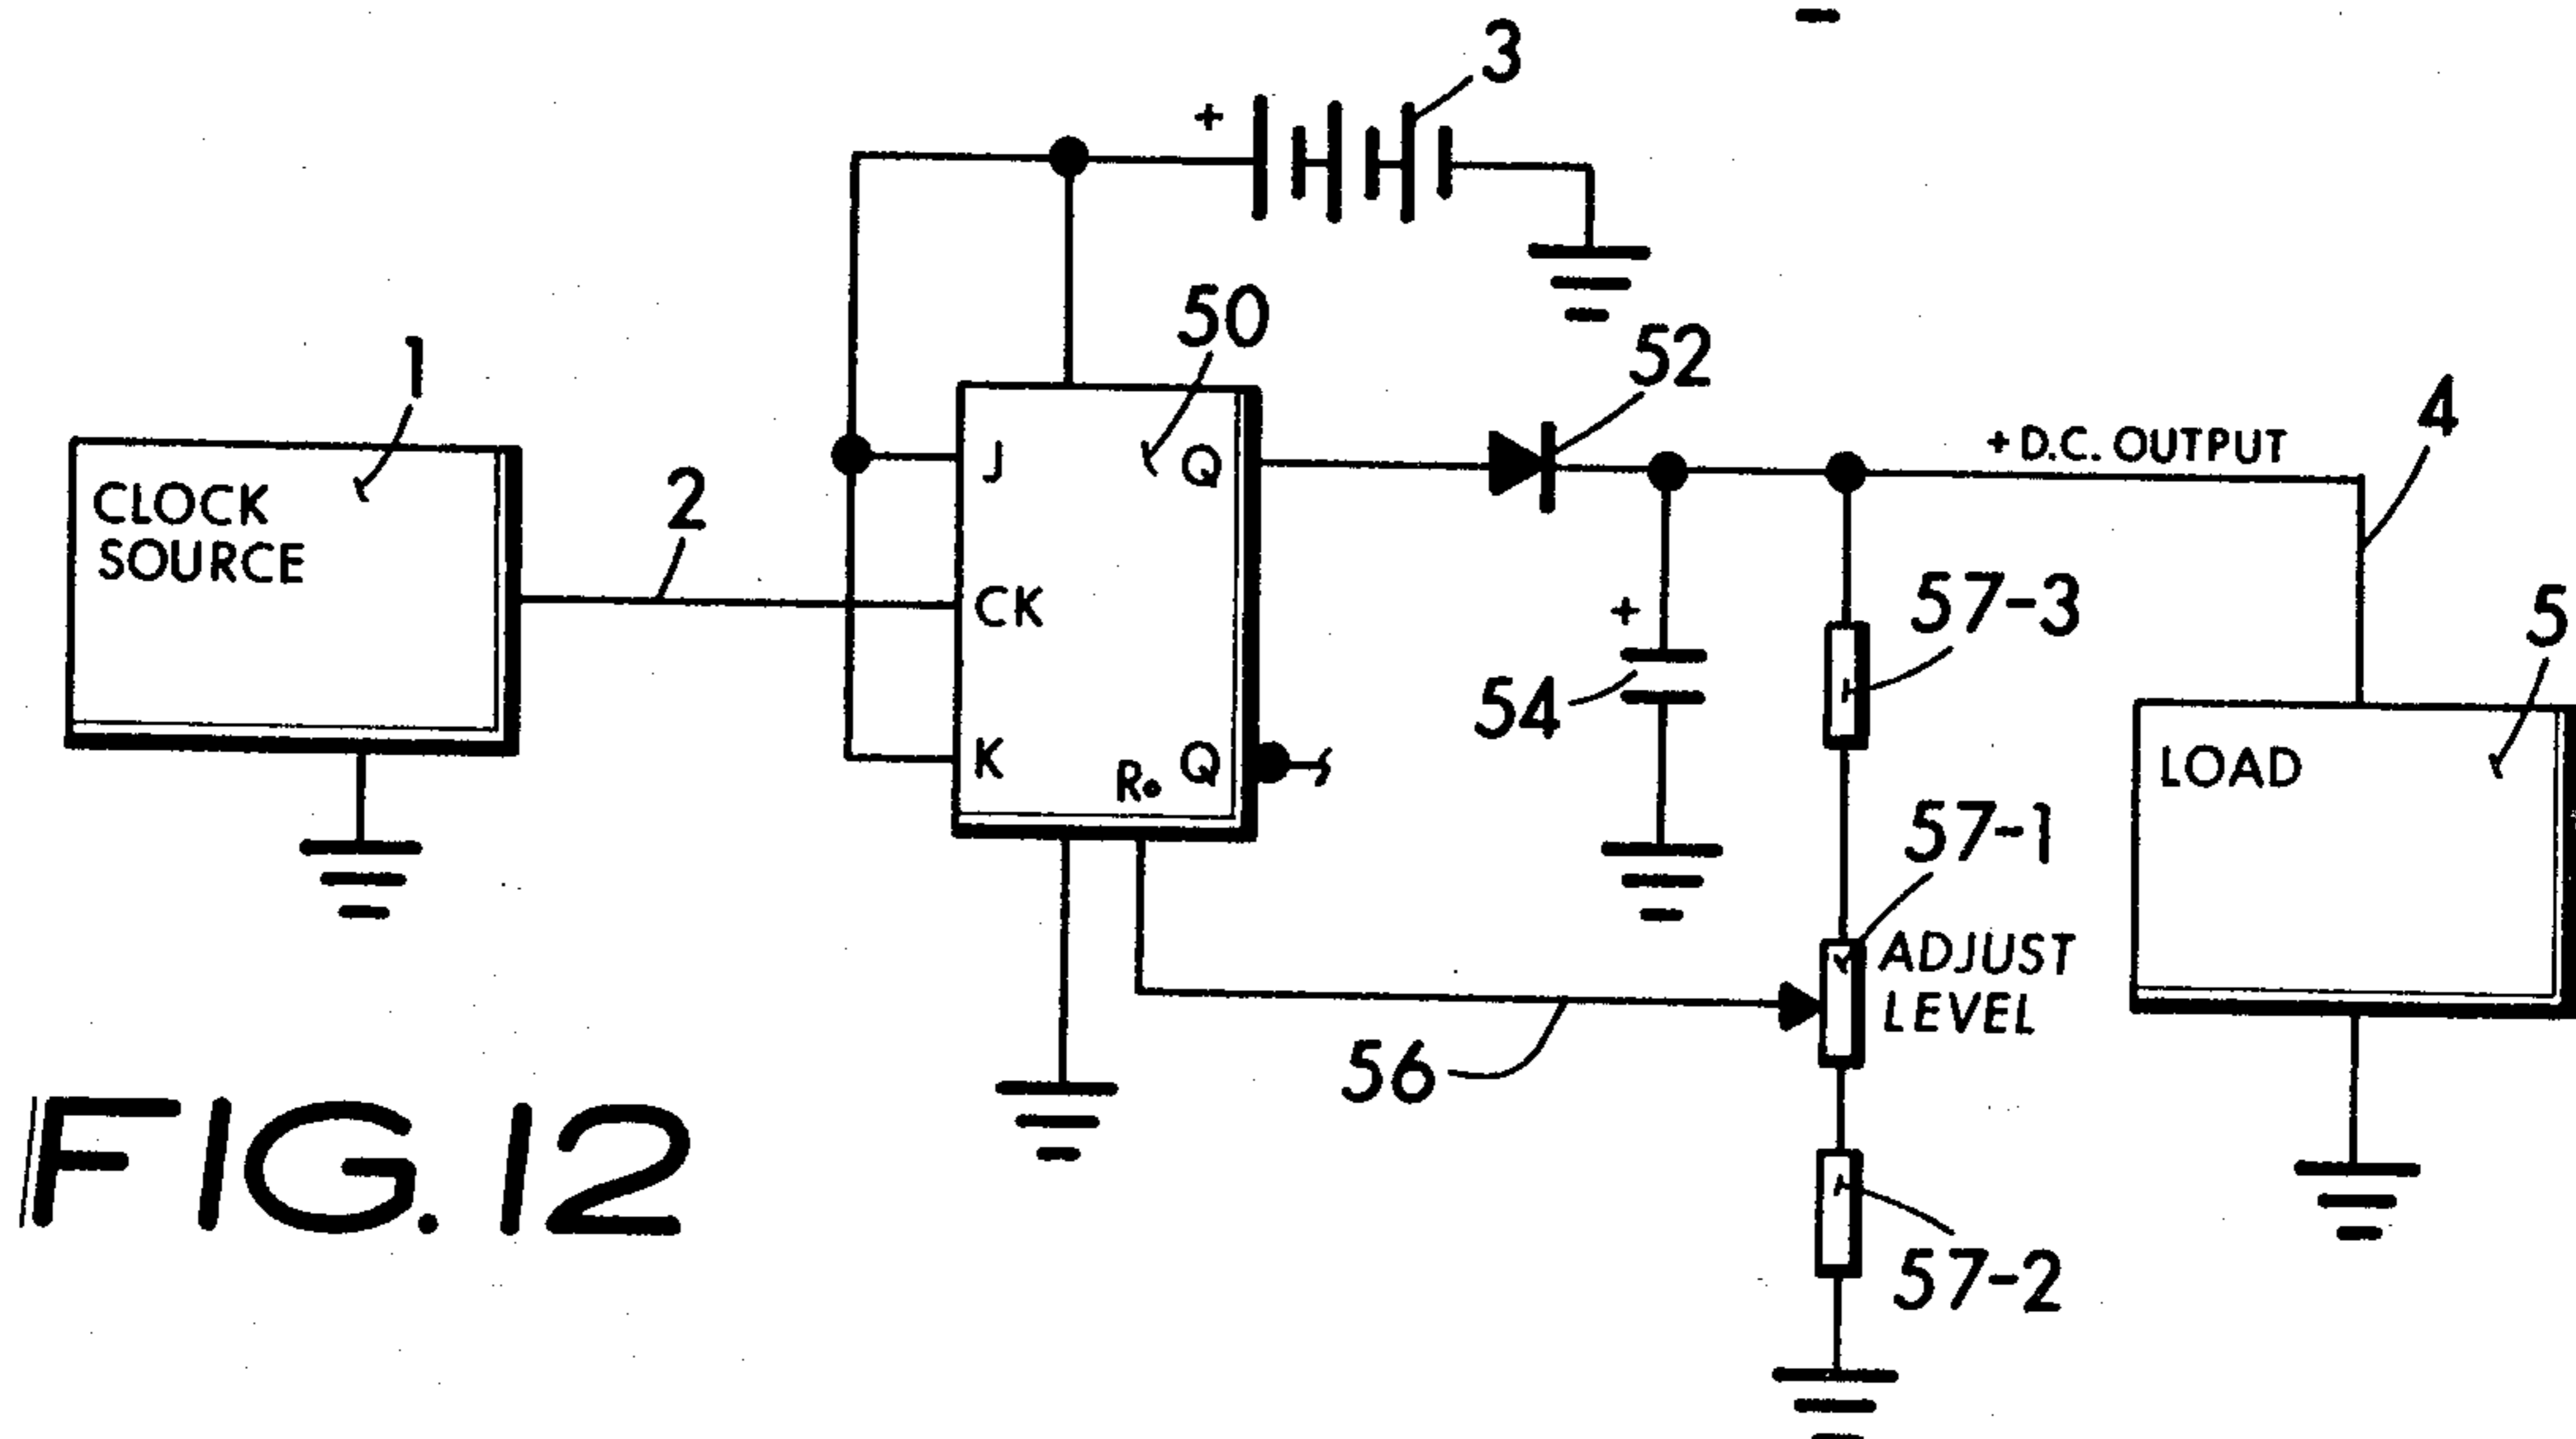 3
+
50
52
1
4
+ D.C. OUTPUT
CLOCK
SOURCE
2
J
Q
CK
57-3
+
5
54
K
R
Q
LOAD
57-1
ADJUST
LEVEL
56
57-2
FIG. 12